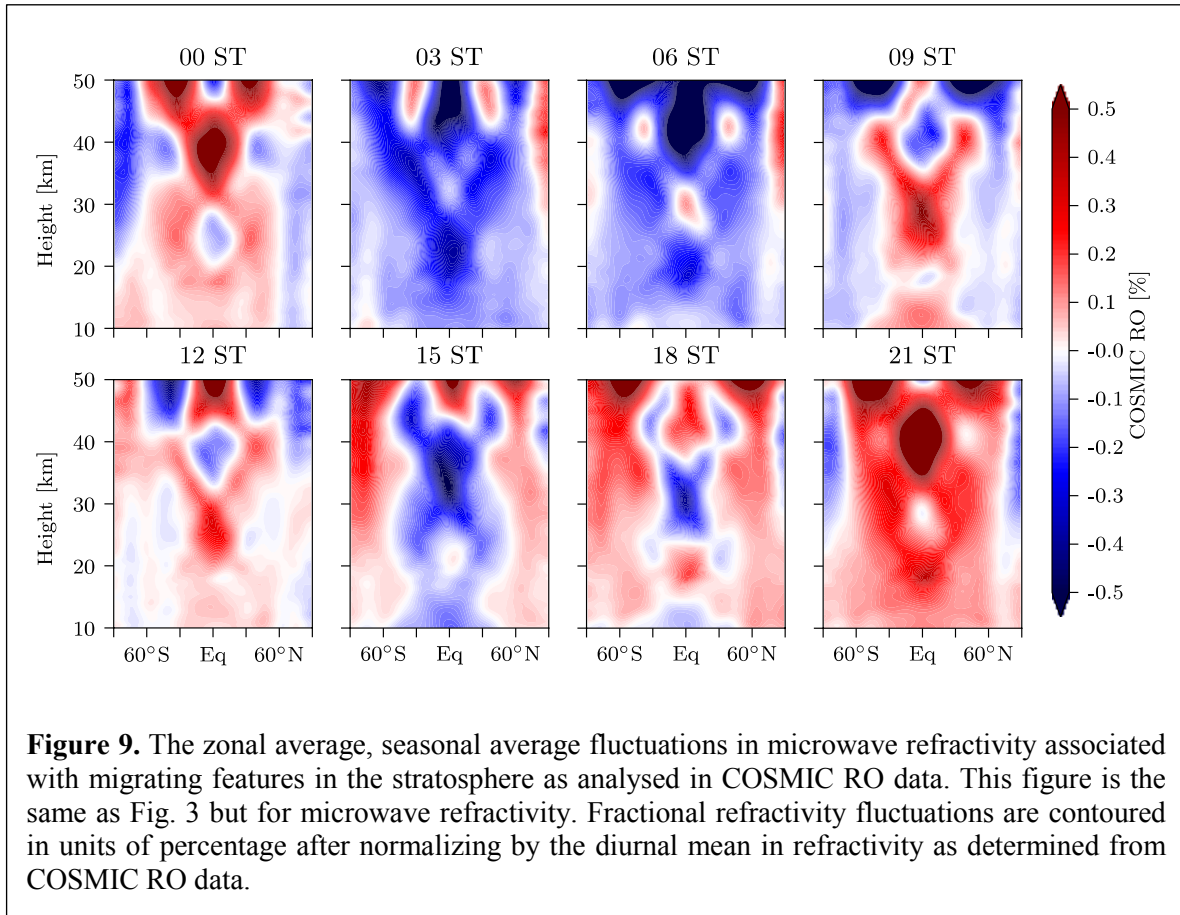 00 ST
03 ST
06 ST
09 ST
50
40
30
20
10
Height [km]
12 ST
15 ST
18 ST
21 ST
50
40
30
20
10
Height [km]
60°S Eq 60°N
60°S Eq 60°N
60°S Eq 60°N
60°S Eq 60°N
0.5
0.4
0.3
0.2
0.1
-0.0
-0.1
-0.2
-0.3
-0.4
-0.5
COSMIC RO [%]
Figure 9. The zonal average, seasonal average fluctuations in microwave refractivity associated
with migrating features in the stratosphere as analysed in COSMIC RO data. This figure is the
same as Fig. 3 but for microwave refractivity. Fractional refractivity fluctuations are contoured
in units of percentage after normalizing by the diurnal mean in refractivity as determined from
COSMIC RO data.